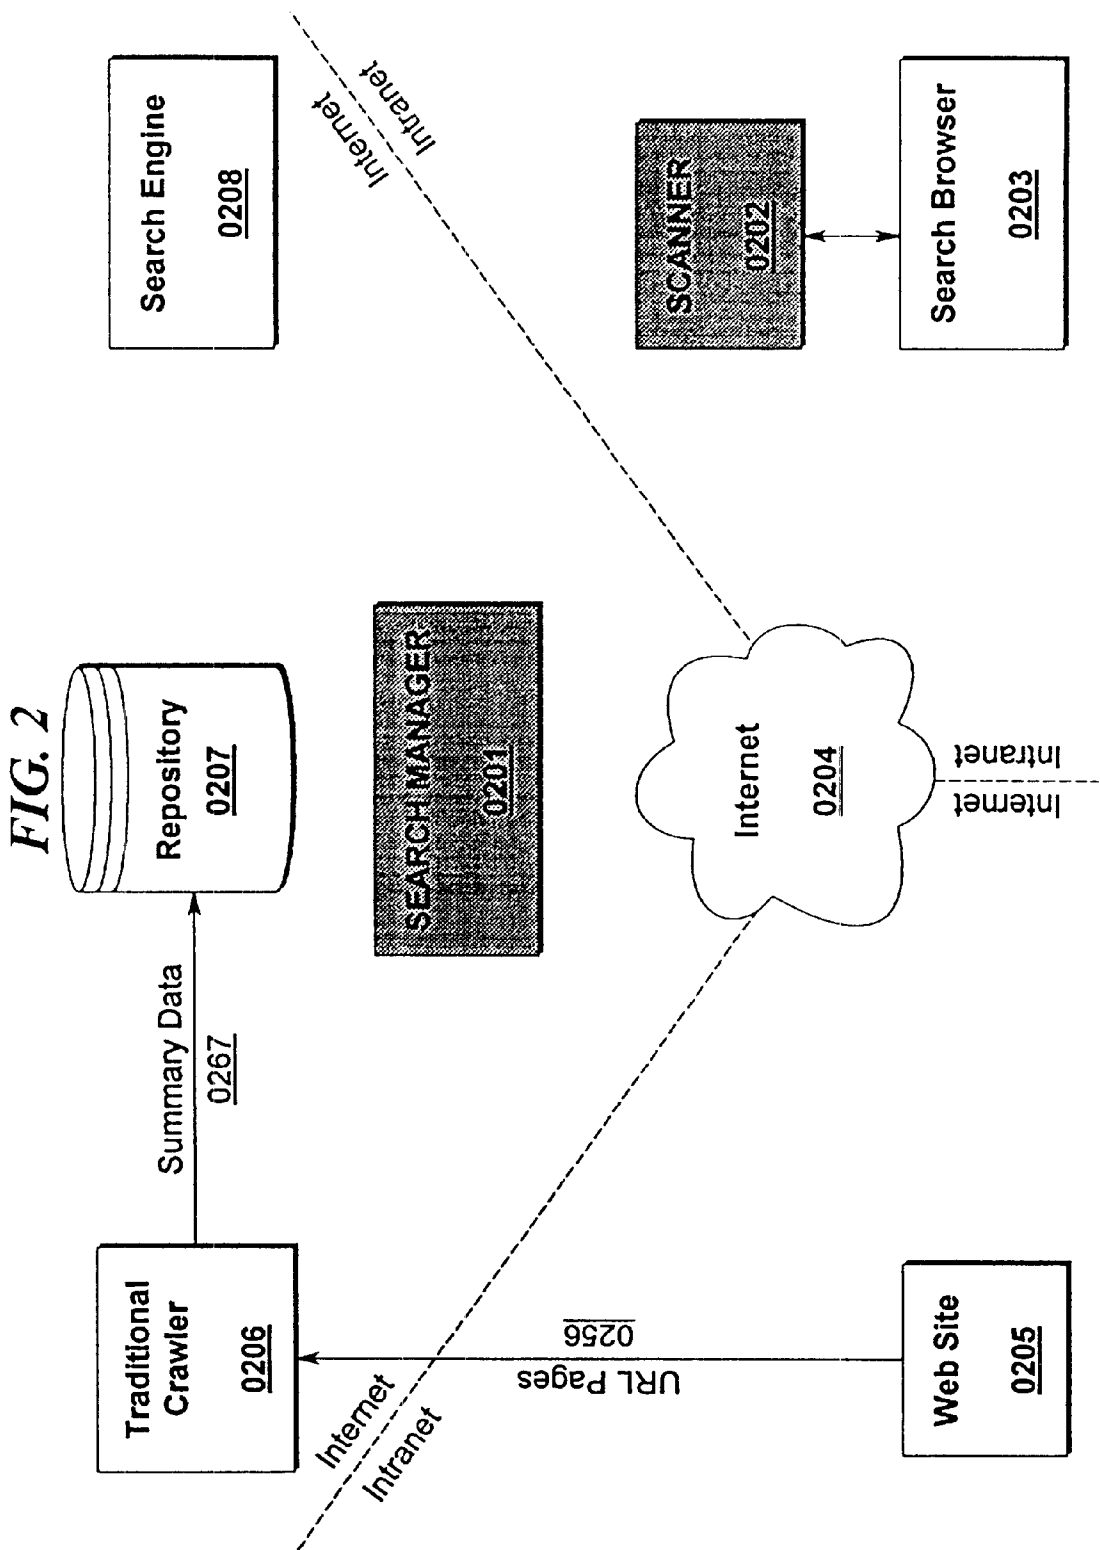 FIG. 2
Traditional
Crawler
0206
Summary Data
0267
Repository
0207
Search Engine
0208
Internet
Intranet
Internet
Intranet
SEARCH MANAGER
0201
URL Pages
0256
Internet
0204
SCANNER
0202
Web Site
0205
Internet
Intranet
Search Browser
0203